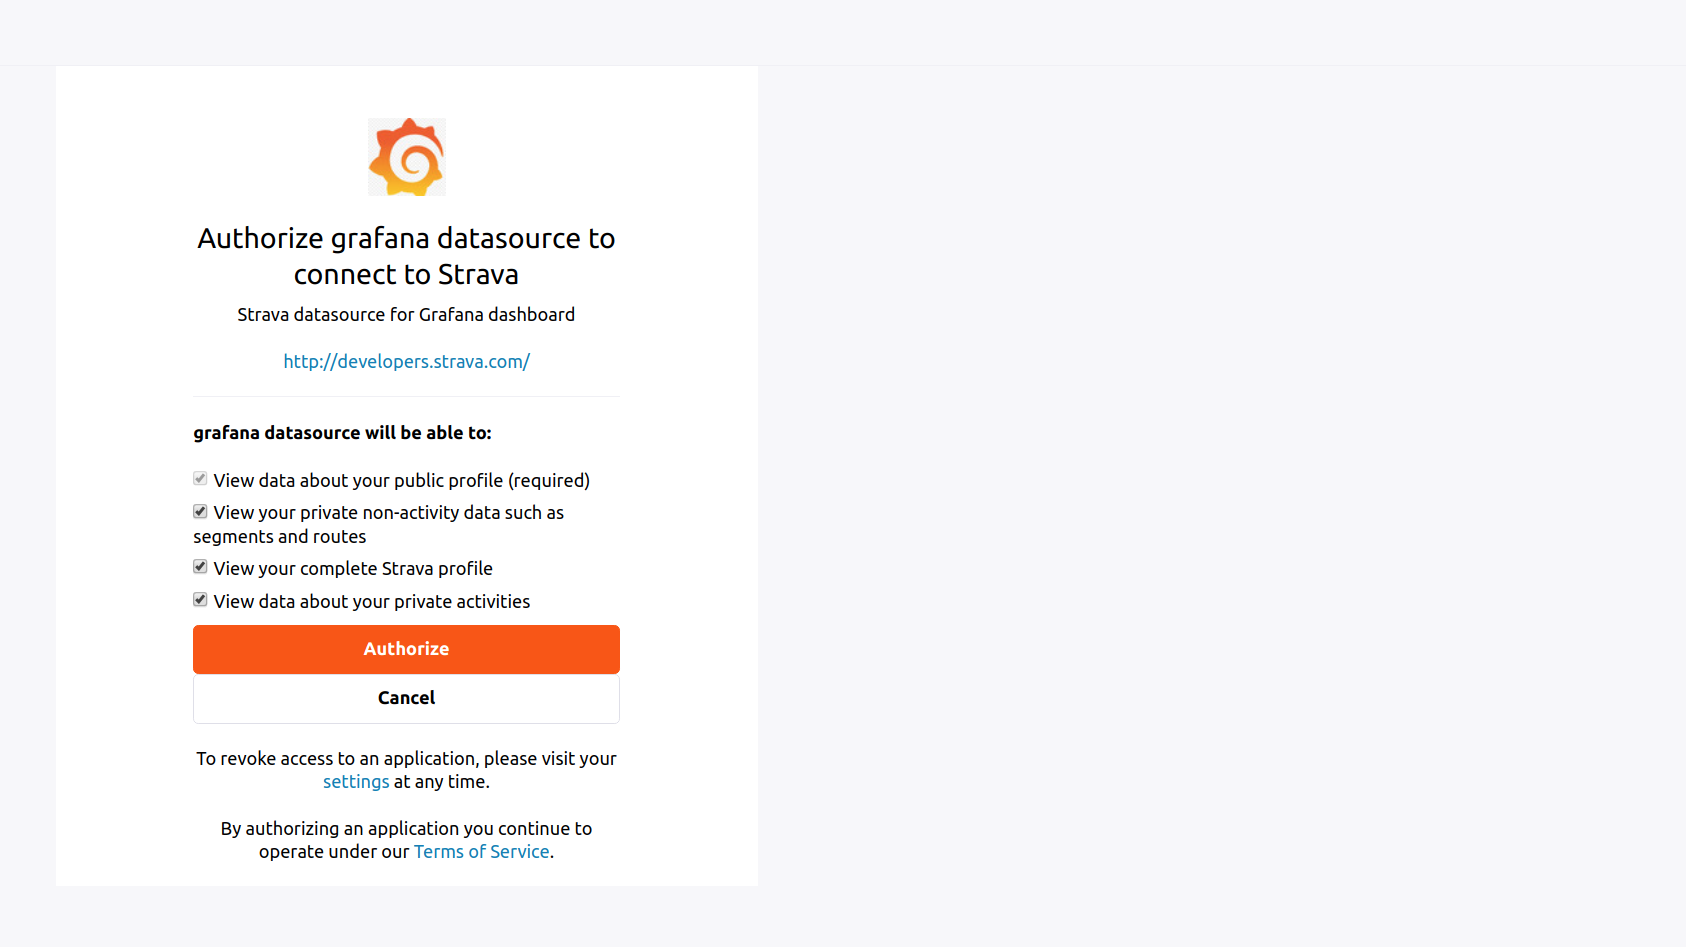 Authorize grafana datasource to
connect to Strava
Strava datasource for Grafana dashboard
http://developers.strava.com/
grafana datasource will be able to:
View data about your public profile (required)
View your private non-activity data such as
segments and routes
View your complete Strava profile
View data about your private activities
Authorize
Cancel
To revoke access to an application, please visit your
settings at any time.
By authorizing an application you continue to
operate under our Terms of Service.